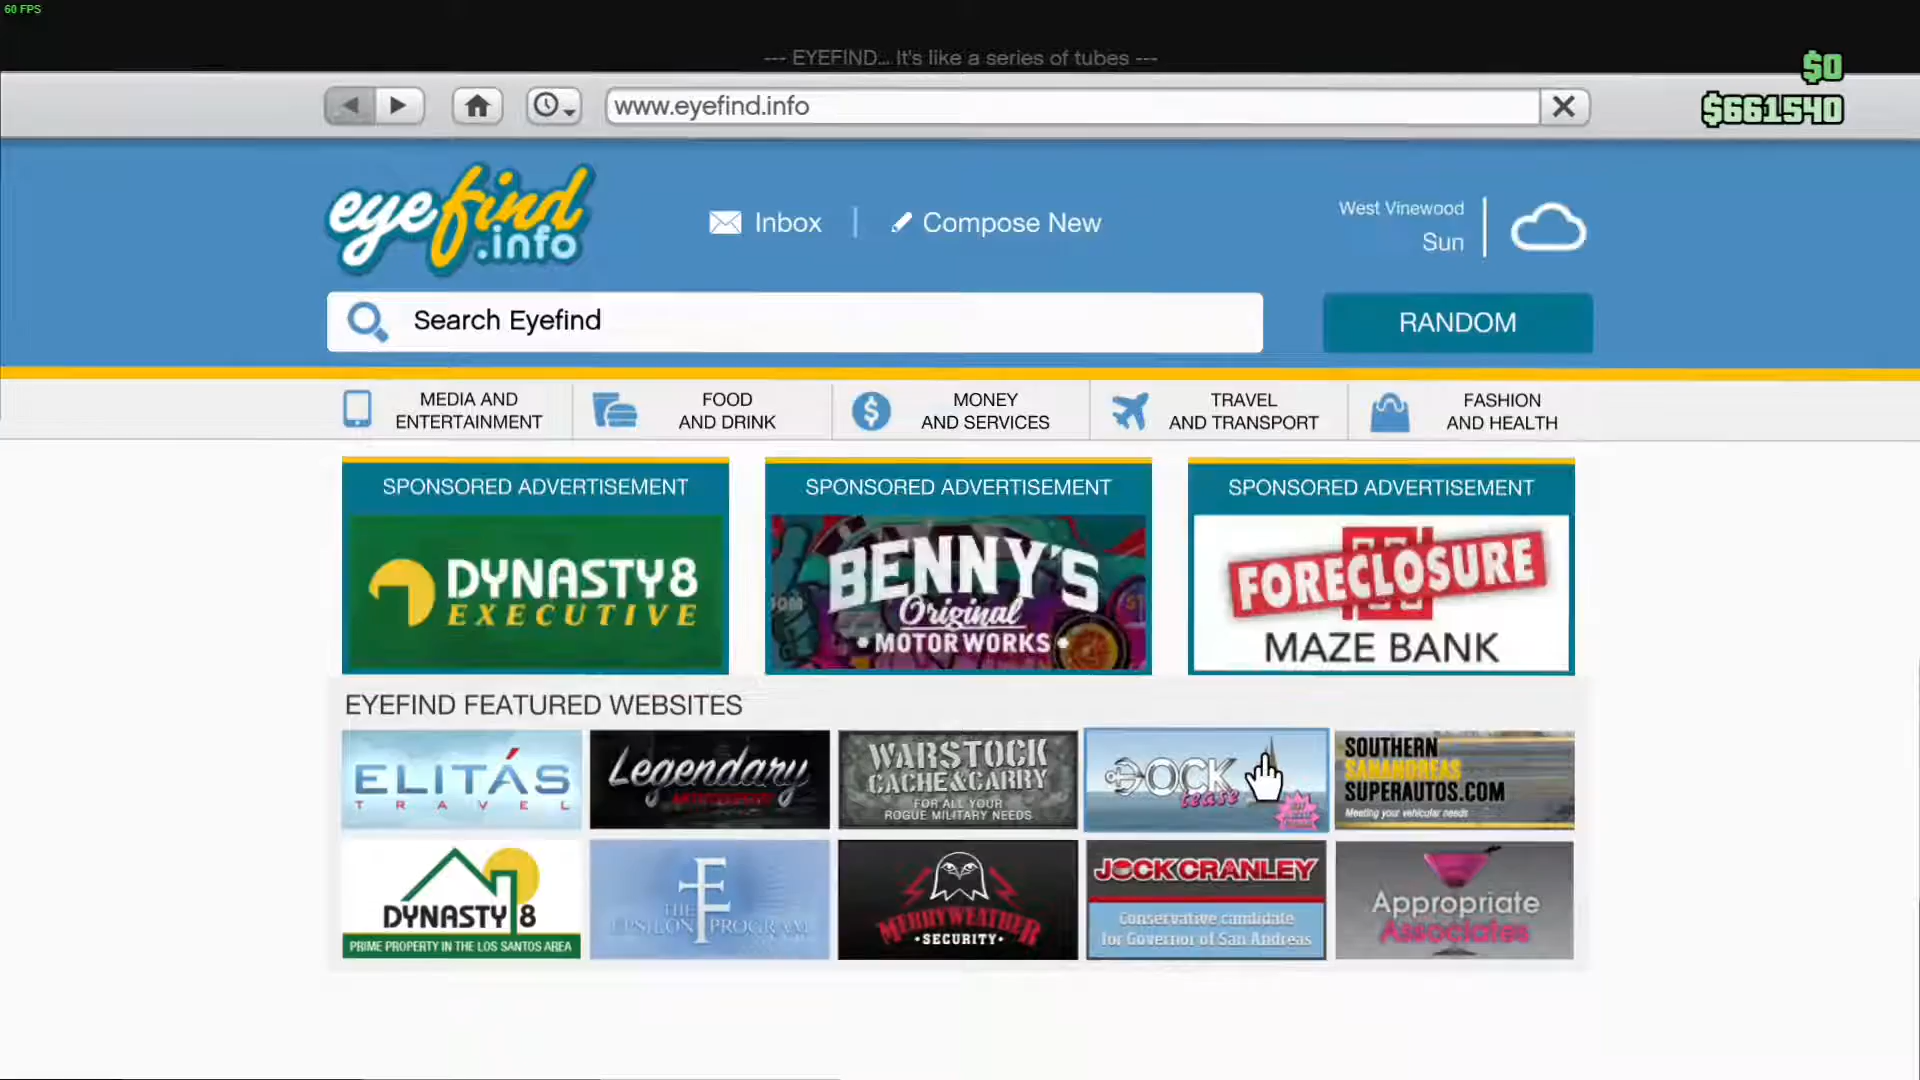 60 FPS
--- EYEFIND... It's like a series of tubes ---
$0
www.eyefind.info
$661540
eyefind
.info
Inbox
Compose New
West Vinewood
Sun
Search Eyefind
RANDOM
MEDIA AND
ENTERTAINMENT
FOOD
AND DRINK
MONEY
AND SERVICES
TRAVEL
AND TRANSPORT
FASHION
AND HEALTH
SPONSORED ADVERTISEMENT
DYNASTY8
EXECUTIVE
SPONSORED ADVERTISEMENT
BENNY'S
Original
MOTOR WORKS
SPONSORED ADVERTISEMENT
FORECLOSURE
MAZE BANK
EYEFIND FEATURED WEBSITES
ELITÁS
TRAVEL
Legendary
WARSTOCK
CACHE&CARRY
FOR ALL YOUR
ROGUE MILITARY NEEDS
DOCK
tease
SOUTHERN
SANANDREAS
SUPERAUTOS.COM
Meeting your vehicular needs
DYNASTY 8
PRIME PROPERTY IN THE LOS SANTOS AREA
THE
EPSILON PROGRAM
MERRYWEATHER
•SECURITY•
JOCK CRANLEY
Conservative candidate
for Governor of San Andreas
Appropriate
Associates